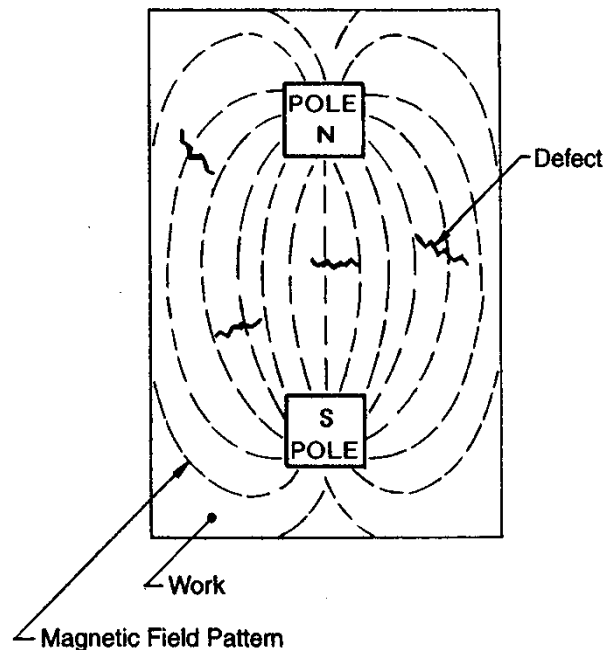 POLE
N
Defect
S
POLE
Work
Magnetic Field Pattern